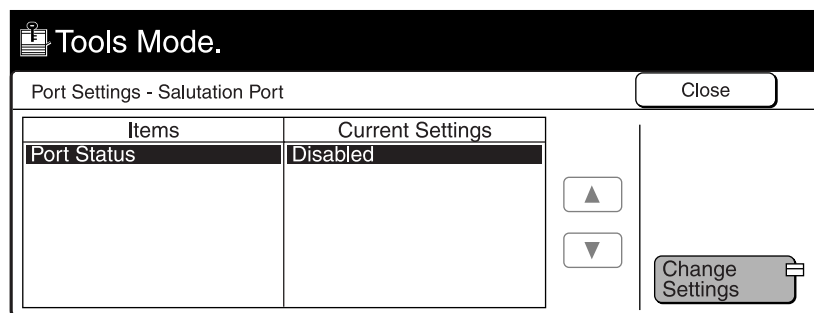 Tools Mode.
Port Settings - Salutation Port
Close
Items Current Settings
Port Status Disabled
Change
Settings